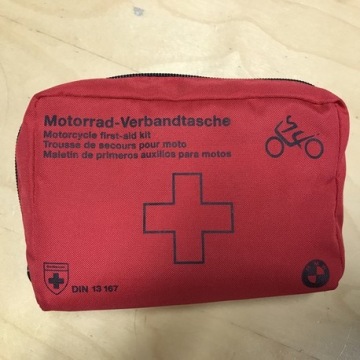 Motorrad-Verbandtasche
Motorcycle first-aid kit
Trousse de secours pour moto
Maletin de primeros auxilios para motos
DIN 13 167